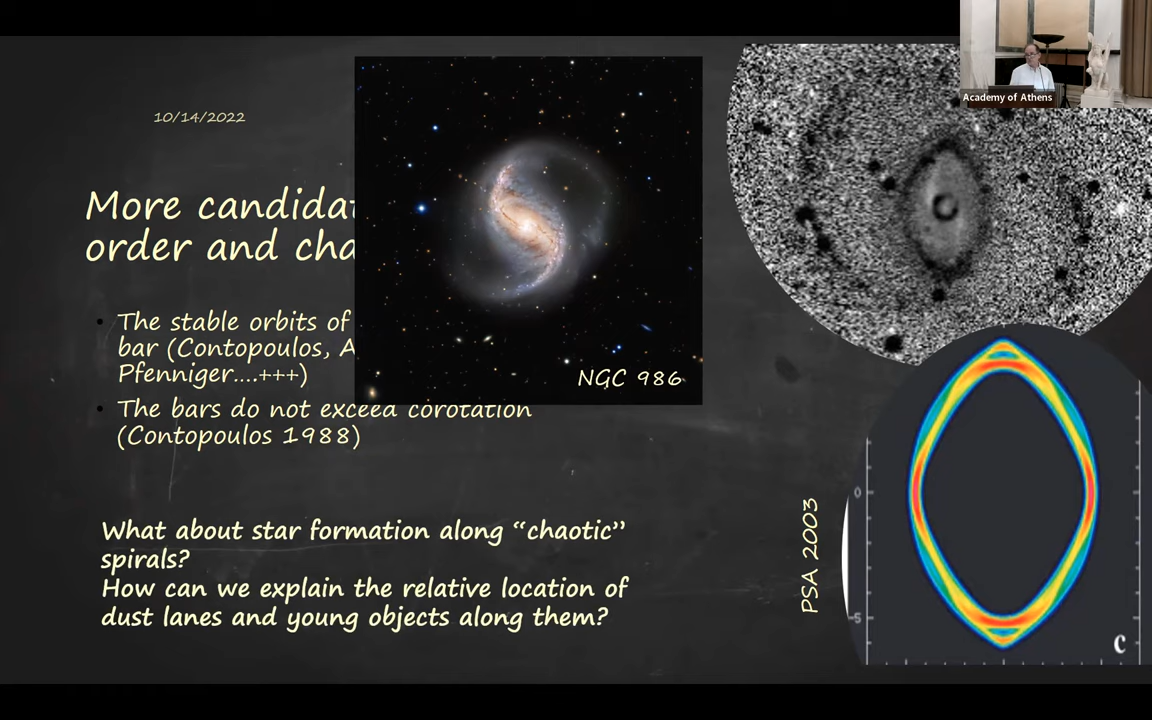 Academy of Athens
10/14/2022
More candidat
order and cha
• The stable orbits of
bar (Contopoulos, A
Pfenniger....+++)
• The bars do not exceed corotation
(Contopoulos 1988)
NGC 986
What about star formation along “chaotic”
spirals?
How can we explain the relative location of
dust lanes and young objects along them?
PSA 2003
0
-5
c